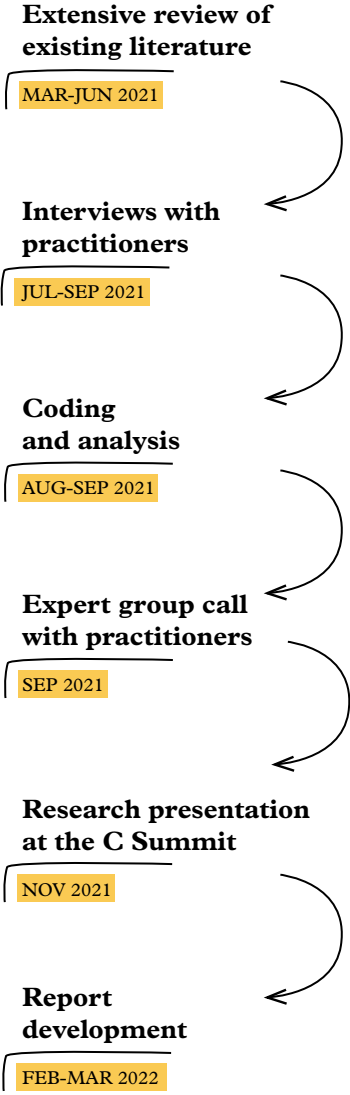 Extensive review of
existing literature
MAR-JUN 2021
Interviews with
practitioners
JUL-SEP 2021
Coding
and analysis
AUG-SEP 2021
Expert group call
with practitioners
SEP 2021
Research presentation
at the C Summit
NOV 2021
Report
development
FEB-MAR 2022